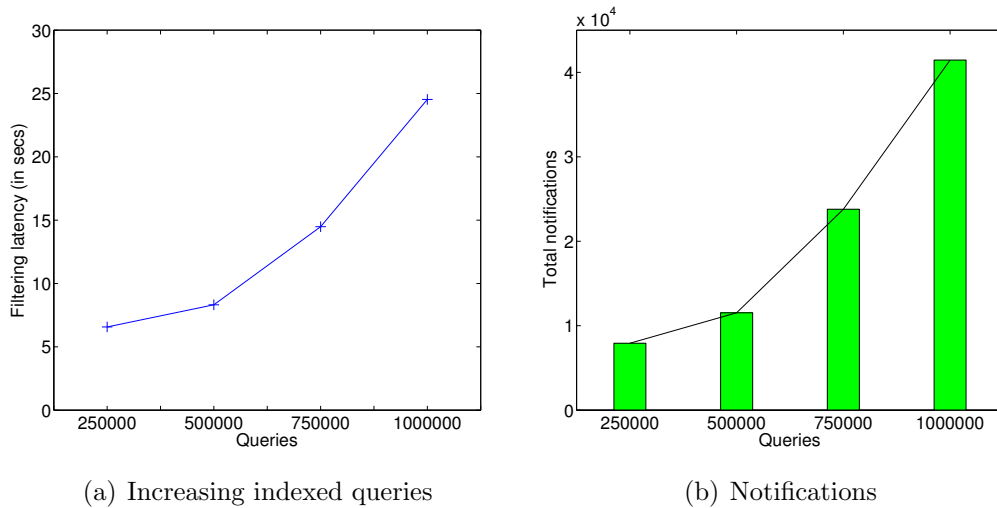 30
25
20
15
10
5
0
Filtering latency (in secs)
250000 500000 750000 1000000
Queries
(a) Increasing indexed queries
x 10^4
4
3
2
1
0
Total notifications
250000 500000 750000 1000000
Queries
(b) Notifications